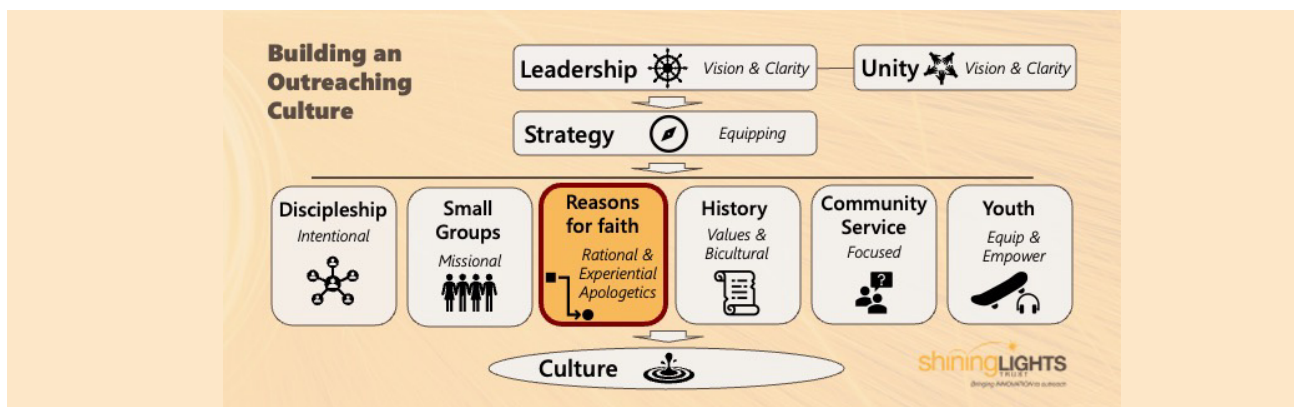 Building an
Outreaching
Culture
Leadership Vision & Clarity
Unity Vision & Clarity
Strategy Equipping
Discipleship
Intentional
Small
Groups
Missional
Reasons
for faith
Rational &
Experiential
Apologetics
History
Values &
Bicultural
Community
Service
Focused
?
Youth
Equip &
Empower
Culture
shiningLIGHTS
TRUST
Bringing INNOVATION to outreach